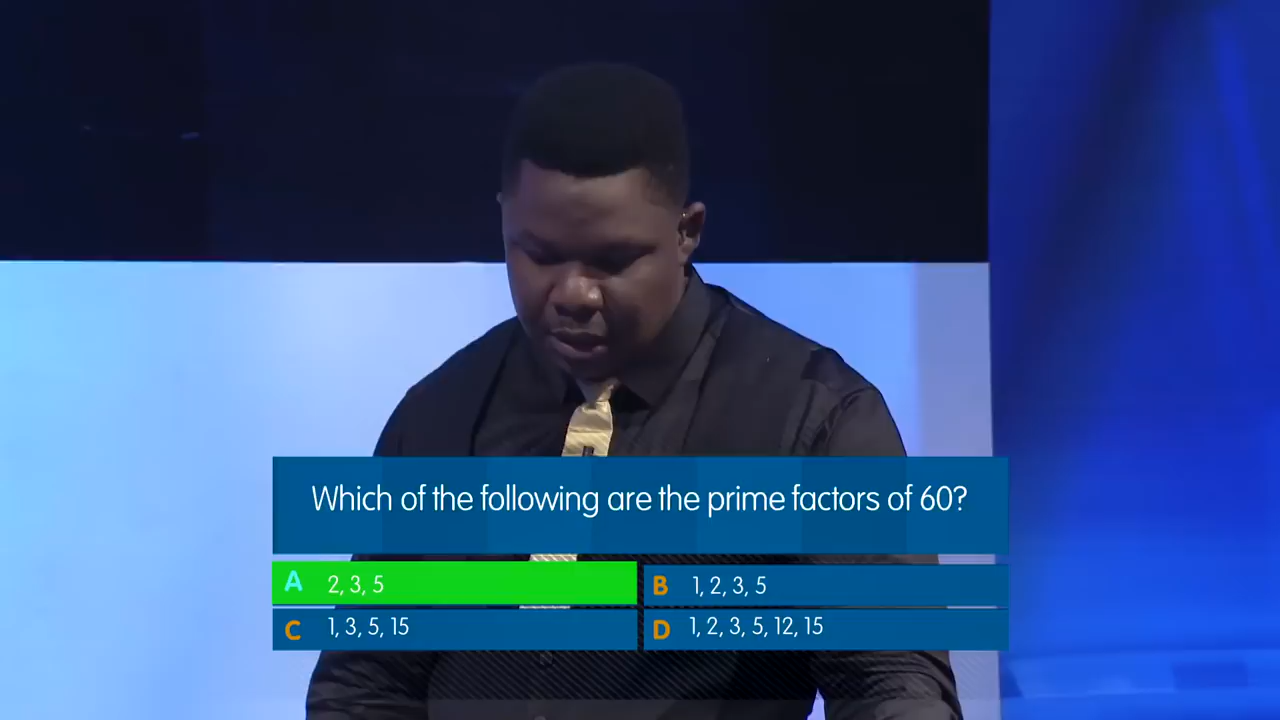 Which of the following are the prime factors of 60?
A 2, 3, 5
B 1, 2, 3, 5
C 1, 3, 5, 15
D 1, 2, 3, 5, 12, 15